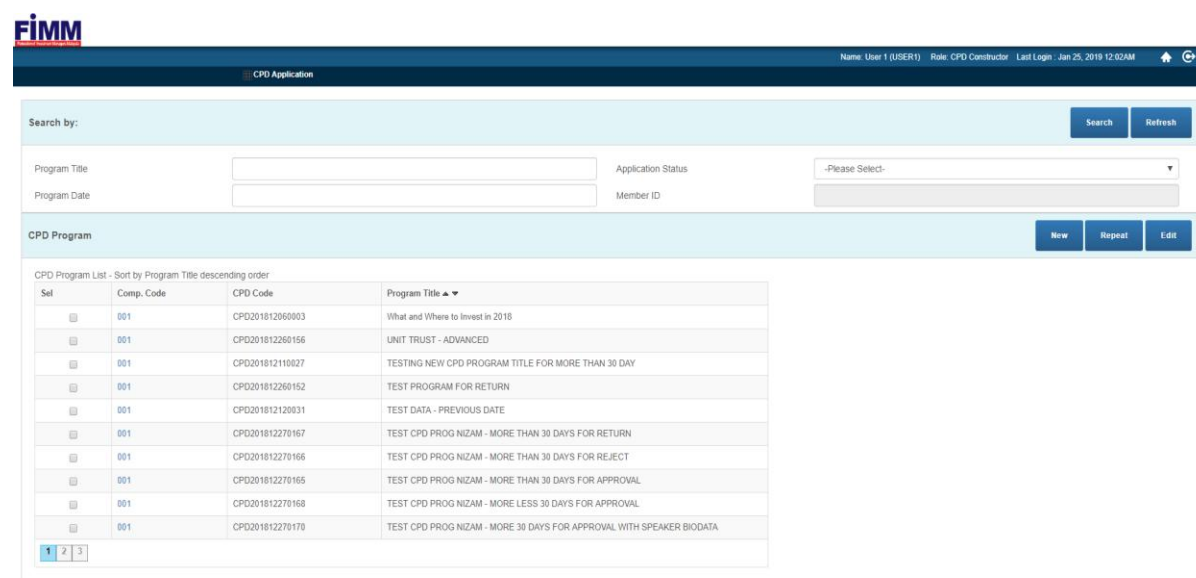 FiMM
Name: User 1 (USER1) Role: CPD Constructor Last Login : Jan 25, 2019 12:02AM
CPD Application
Search by: Search Refresh
Program Title Application Status -Please Select-
Program Date Member ID
CPD Program New Repeat Edit
CPD Program List - Sort by Program Title descending order
Sel Comp. Code CPD Code Program Title
001 CPD201812060003 What and Where to Invest in 2018
001 CPD201812260156 UNIT TRUST - ADVANCED
001 CPD201812110027 TESTING NEW CPD PROGRAM TITLE FOR MORE THAN 30 DAY
001 CPD201812260152 TEST PROGRAM FOR RETURN
001 CPD201812120031 TEST DATA - PREVIOUS DATE
001 CPD201812270167 TEST CPD PROG NIZAM - MORE THAN 30 DAYS FOR RETURN
001 CPD201812270166 TEST CPD PROG NIZAM - MORE THAN 30 DAYS FOR REJECT
001 CPD201812270165 TEST CPD PROG NIZAM - MORE THAN 30 DAYS FOR APPROVAL
001 CPD201812270168 TEST CPD PROG NIZAM - MORE LESS 30 DAYS FOR APPROVAL
001 CPD201812270170 TEST CPD PROG NIZAM - MORE 30 DAYS FOR APPROVAL WITH SPEAKER BIODATA
1 2 3